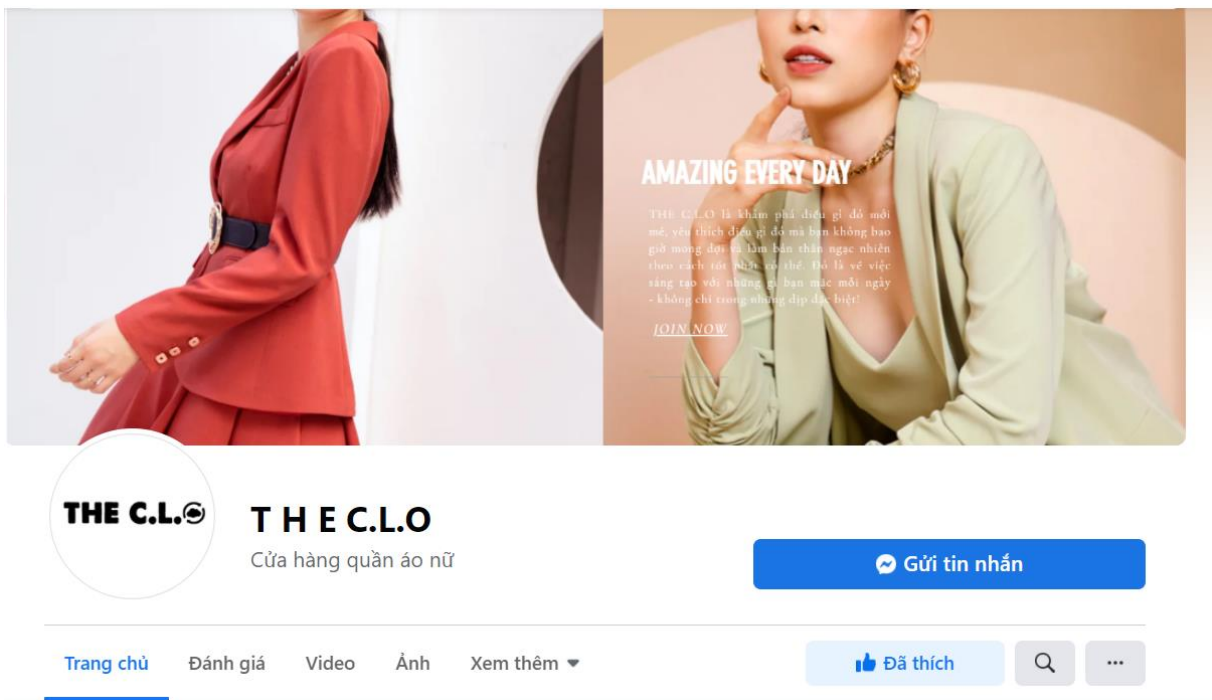 AMAZING EVERY DAY
THE C.L.O là khám phá điều gì đó mới
mẻ, yêu thích điều gì đó mà bạn không bao
giờ mong đợi và làm bản thân ngạc nhiên
theo cách tốt nhất có thể. Đó là về việc
sáng tạo với những gì bạn mặc mỗi ngày
- không chỉ trong những dịp đặc biệt!
JOIN NOW
THE C.L.O
T H E C.L.O
Cửa hàng quần áo nữ
Gửi tin nhắn
Trang chủ Đánh giá Video Ảnh Xem thêm
Đã thích